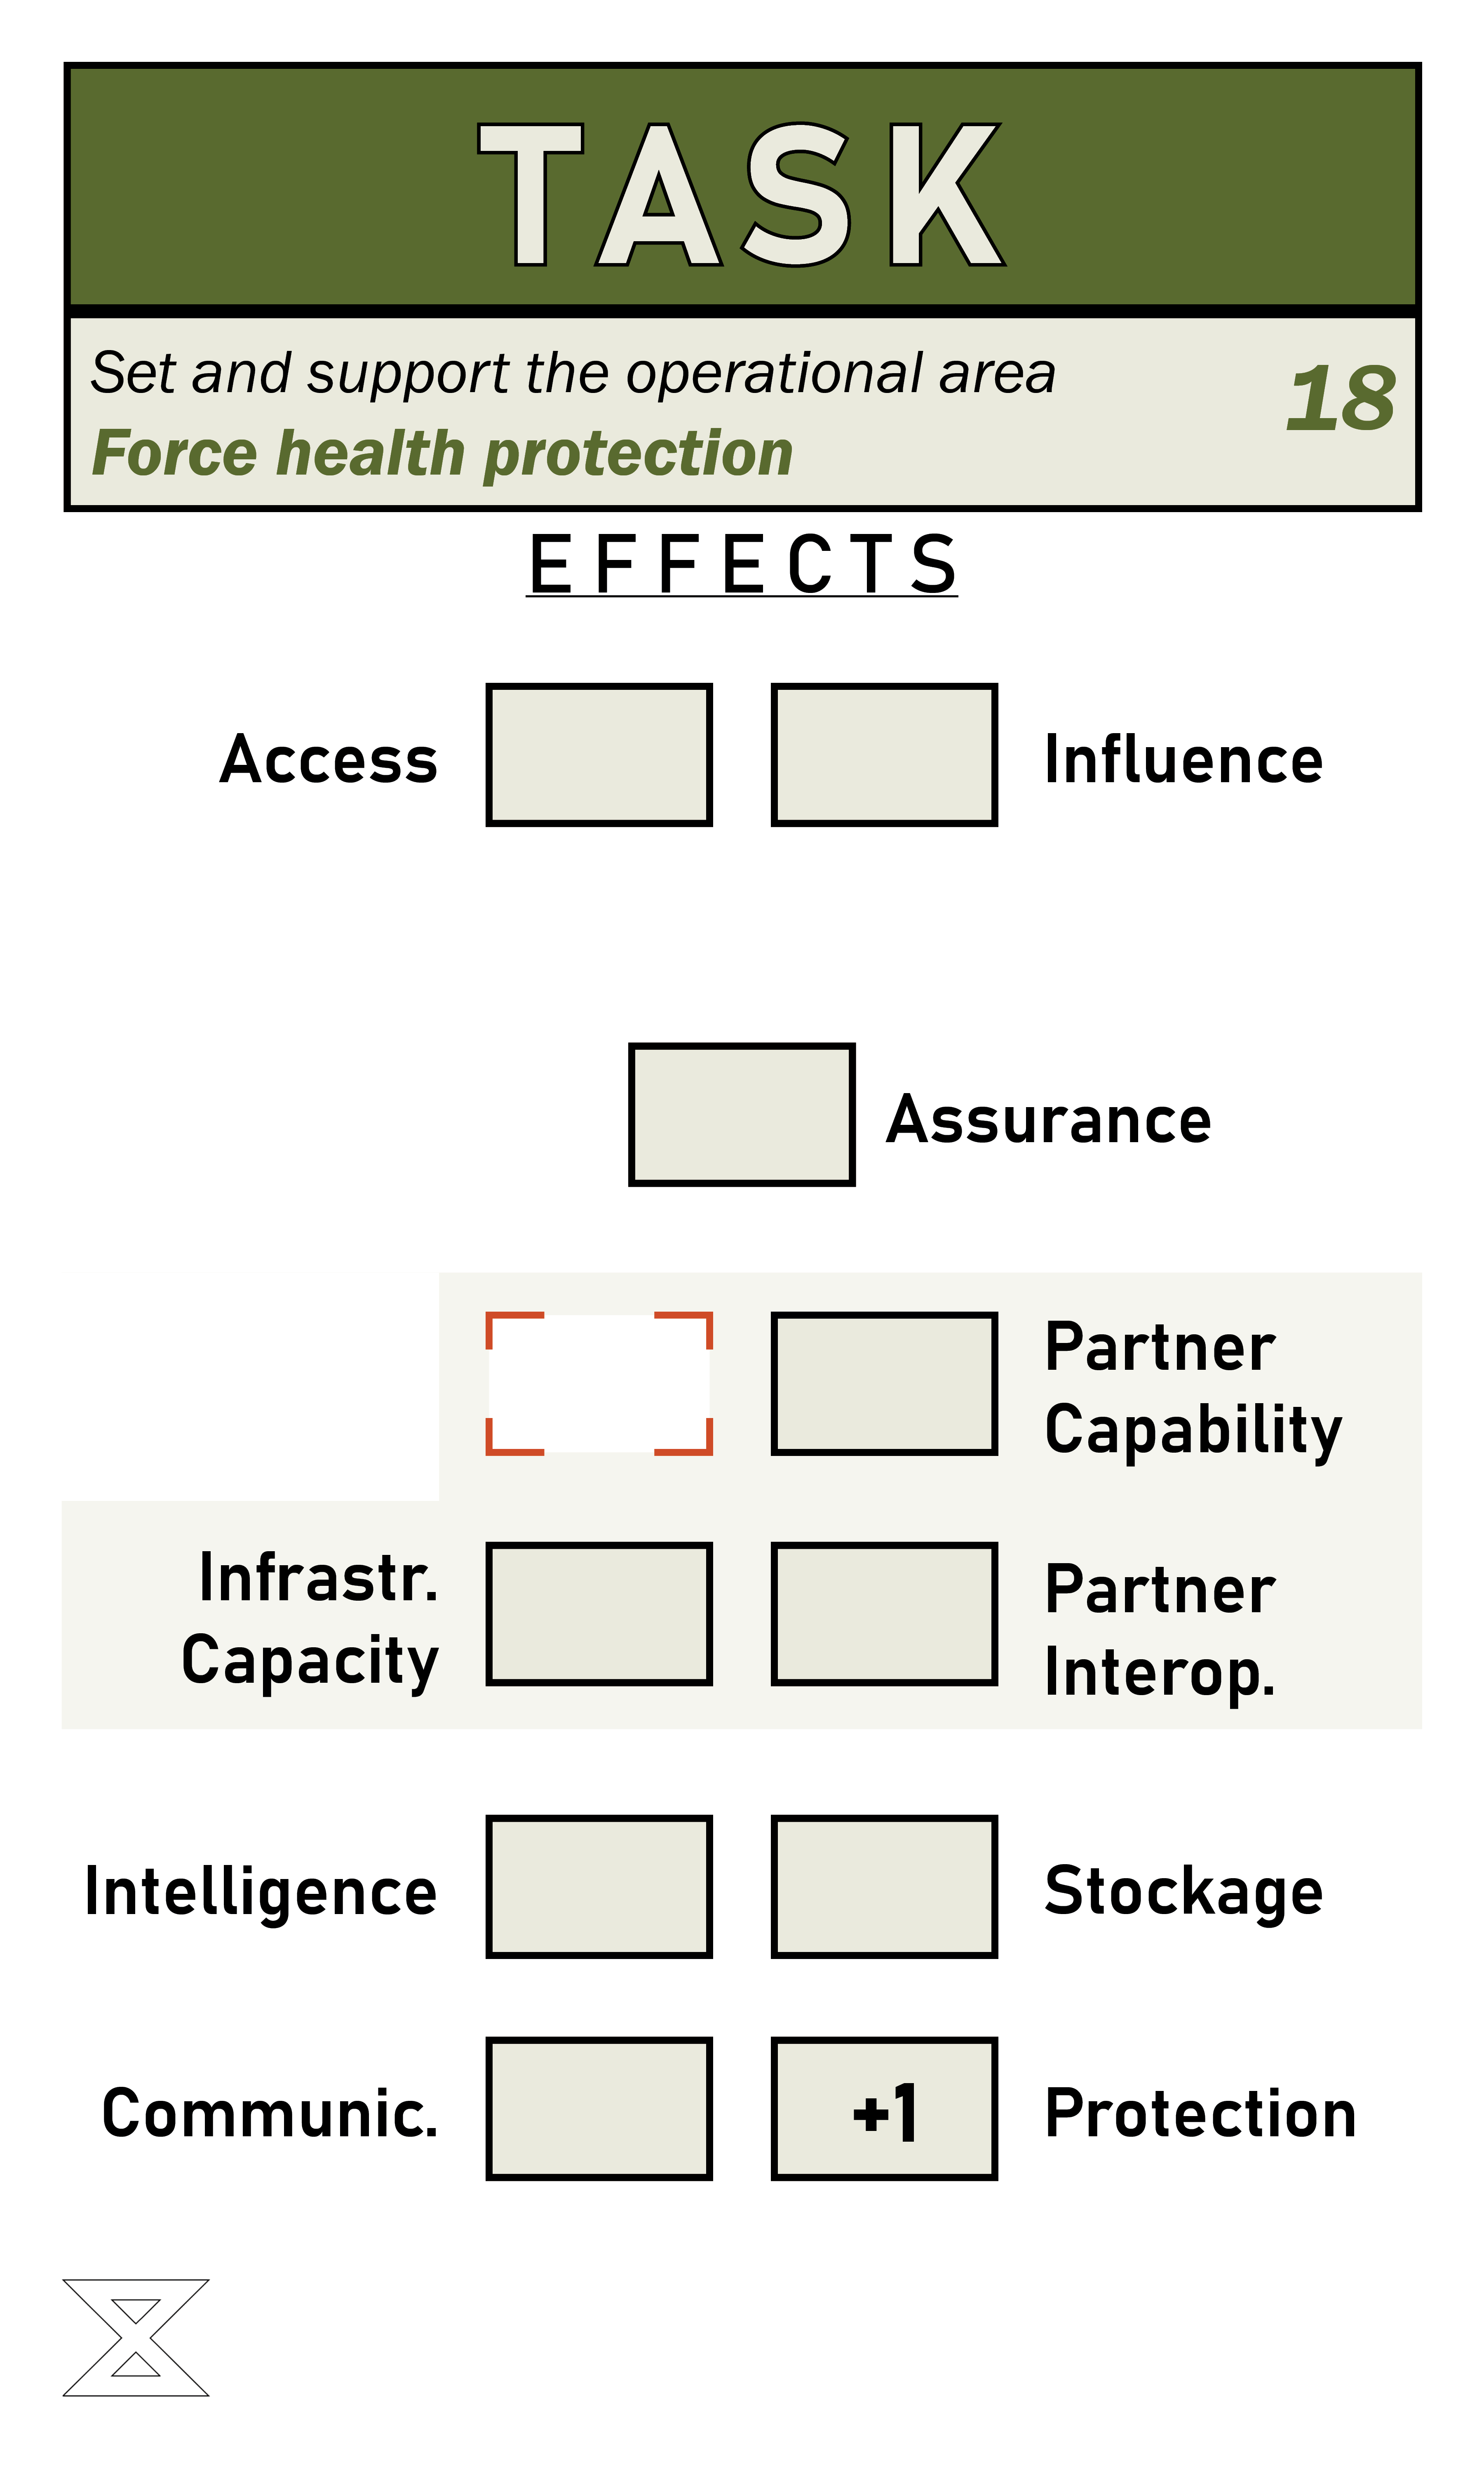 TASK
Set and support the operational area
18
Force health protection
EFFECTS
Access
Influence
Assurance
Partner
Capability
Infrastr.
Capacity
Partner
Interop.
Intelligence
Stockage
Communic.
+1
Protection